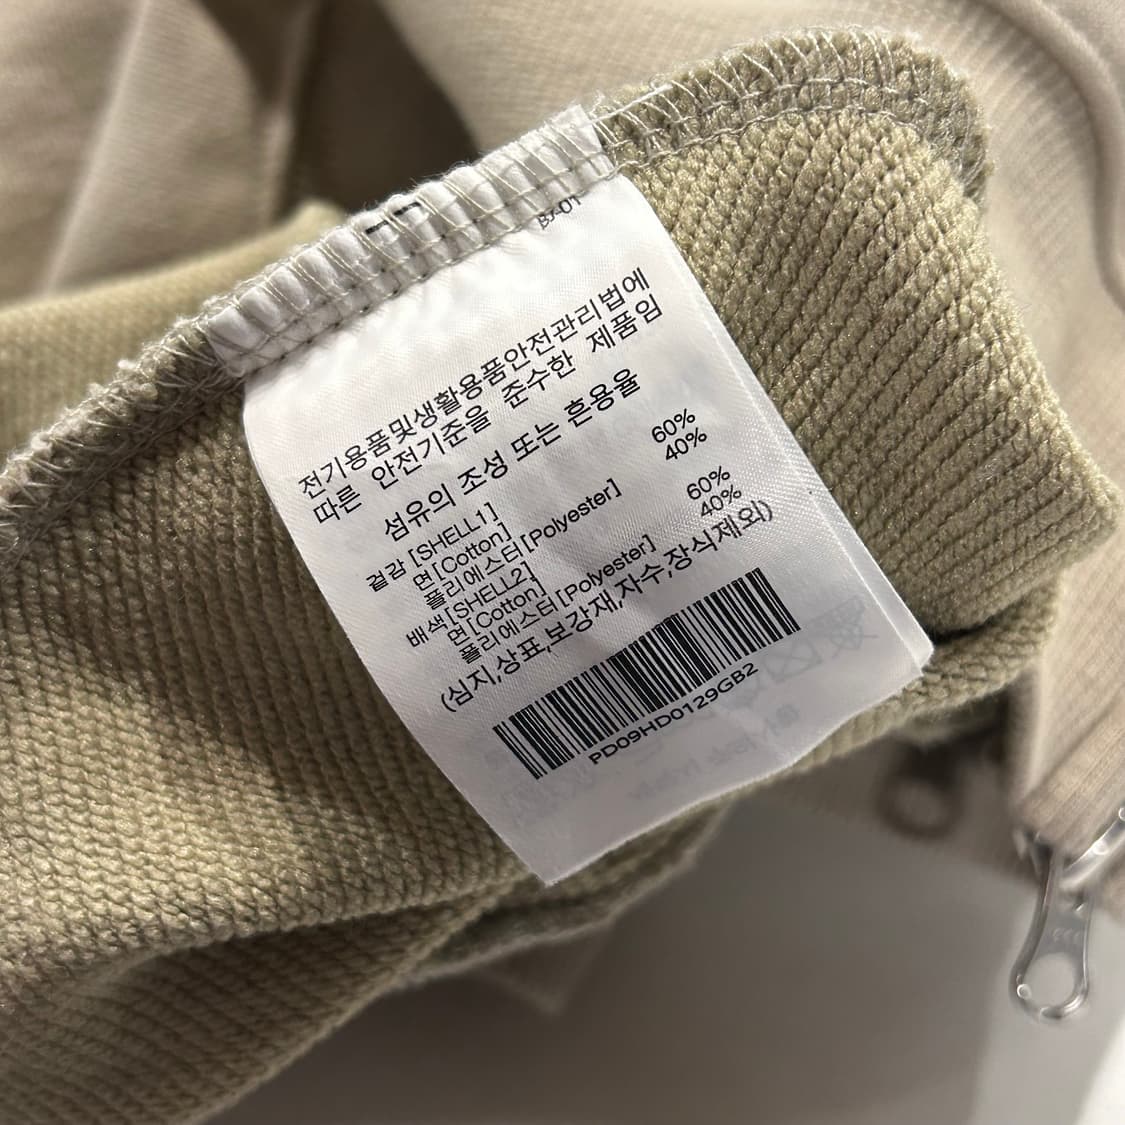 전기용품및생활용품안전관리법에
따른 안전기준을 준수한 제품임
섬유의 조성 또는 흔용율
겉감 [SHELL1]
면[Cotton] 60%
폴리에스터[Polyester] 40%
배색[SHELL2]
면[Cotton] 60%
폴리에스터[Polyester] 40%
(심지,상표,보강재,자수,장식제외)
PD09HD0129GB2